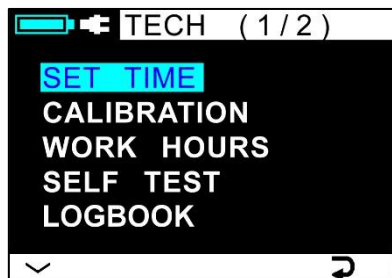 TECH (1/2)
SET TIME
CALIBRATION
WORK HOURS
SELF TEST
LOGBOOK